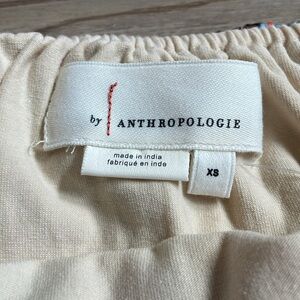 by ANTHROPOLOGIE
made in india
fabriqué en inde
XS